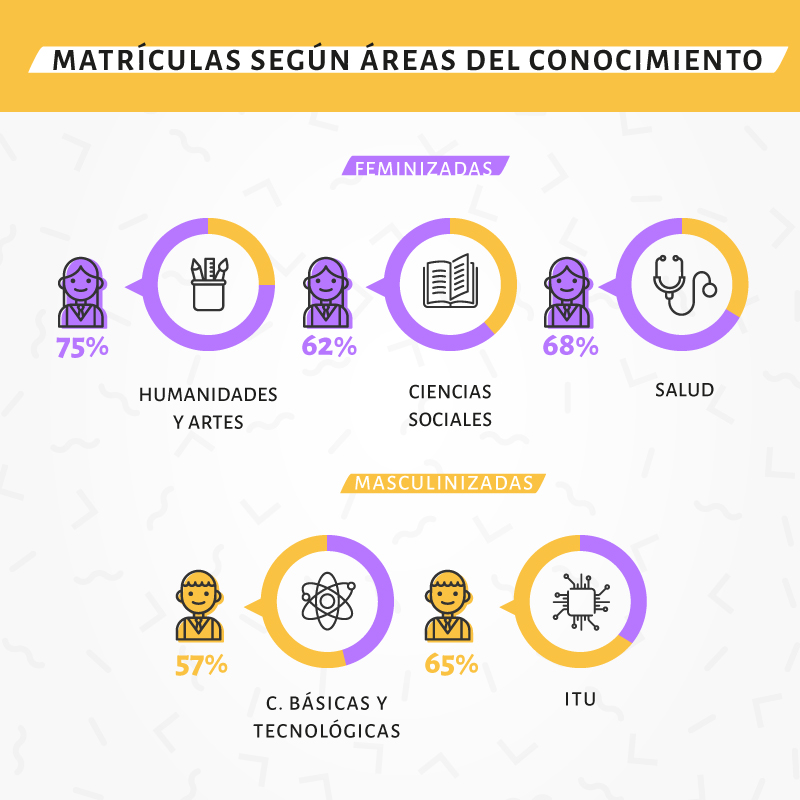 MATRÍCULAS SEGÚN ÁREAS DEL CONOCIMIENTO
FEMINIZADAS
75%
62%
68%
HUMANIDADES
Y ARTES
CIENCIAS
SOCIALES
SALUD
MASCULINIZADAS
57%
65%
C. BÁSICAS Y
TECNOLÓGICAS
ITU